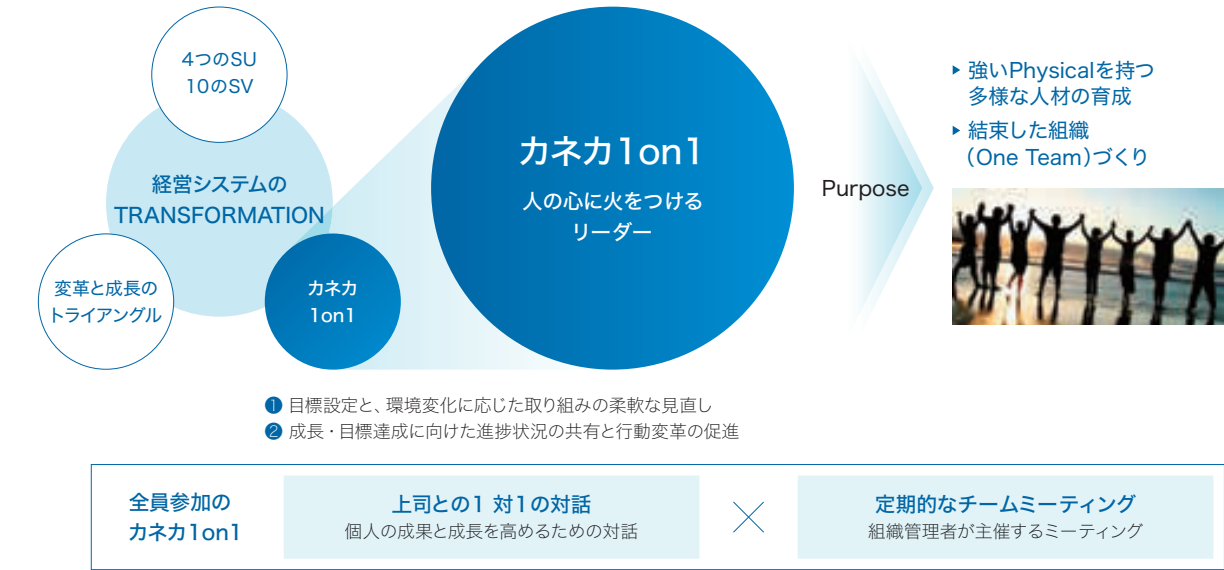 4つのSU
10のSV
経営システムの
TRANSFORMATION
変革と成長の
トライアングル
カネカ
1on1
カネカ1on1
人の心に火をつける
リーダー
Purpose
▶ 強いPhysicalを持つ
多様な人材の育成
▶ 結束した組織
（One Team）づくり
❶ 目標設定と、環境変化に応じた取り組みの柔軟な見直し
❷ 成長・目標達成に向けた進捗状況の共有と行動変革の促進
全員参加の
カネカ1on1
上司との1 対1の対話
個人の成果と成長を高めるための対話
×
定期的なチームミーティング
組織管理者が主催するミーティング